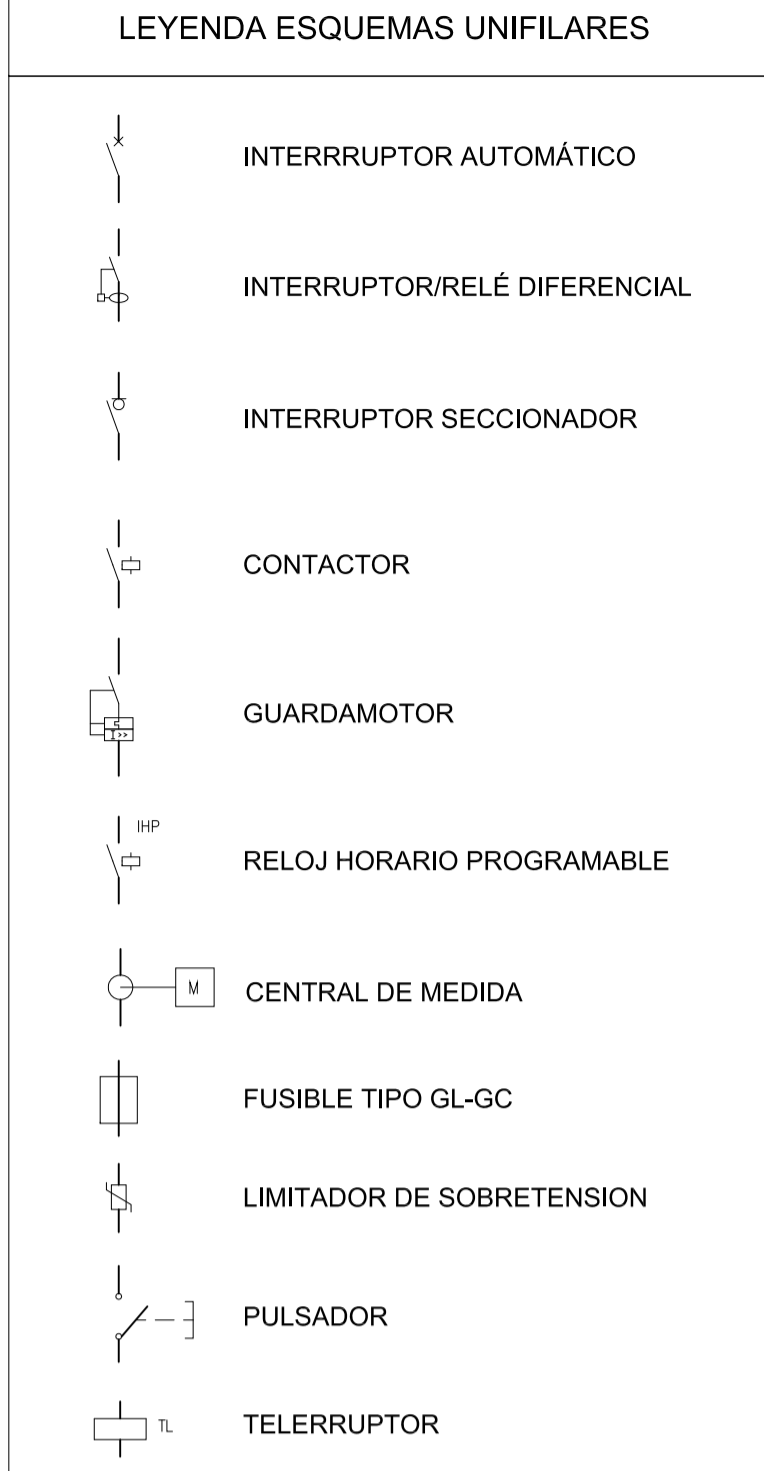 LEYENDA ESQUEMAS UNIFILARES
INTERRRUPTOR AUTOMÁTICO
INTERRUPTOR/RELÉ DIFERENCIAL
INTERRUPTOR SECCIONADOR
CONTACTOR
I>> GUARDAMOTOR
IHP
RELOJ HORARIO PROGRAMABLE
M CENTRAL DE MEDIDA
FUSIBLE TIPO GL-GC
LIMITADOR DE SOBRETENSION
PULSADOR
TL TELERRUPTOR